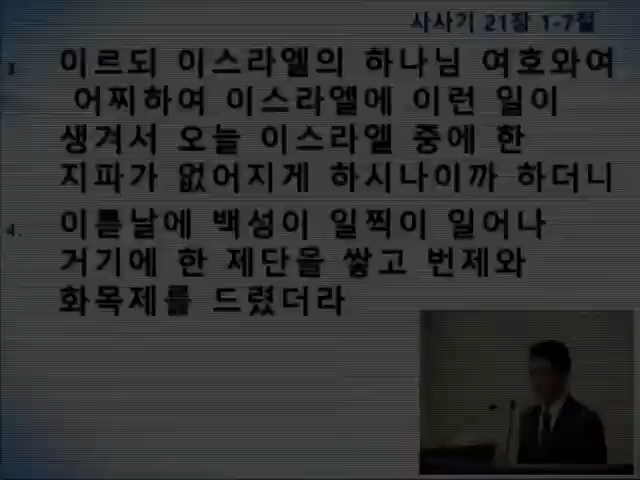 사사기 21장 1-7절
3 이르되 이스라엘의 하나님 여호와여
어찌하여 이스라엘에 이런 일이
생겨서 오늘 이스라엘 중에 한
지파가 없어지게 하시나이까 하더니
4. 이튿날에 백성이 일찍이 일어나
거기에 한 제단을 쌓고 번제와
화목제를 드렸더라